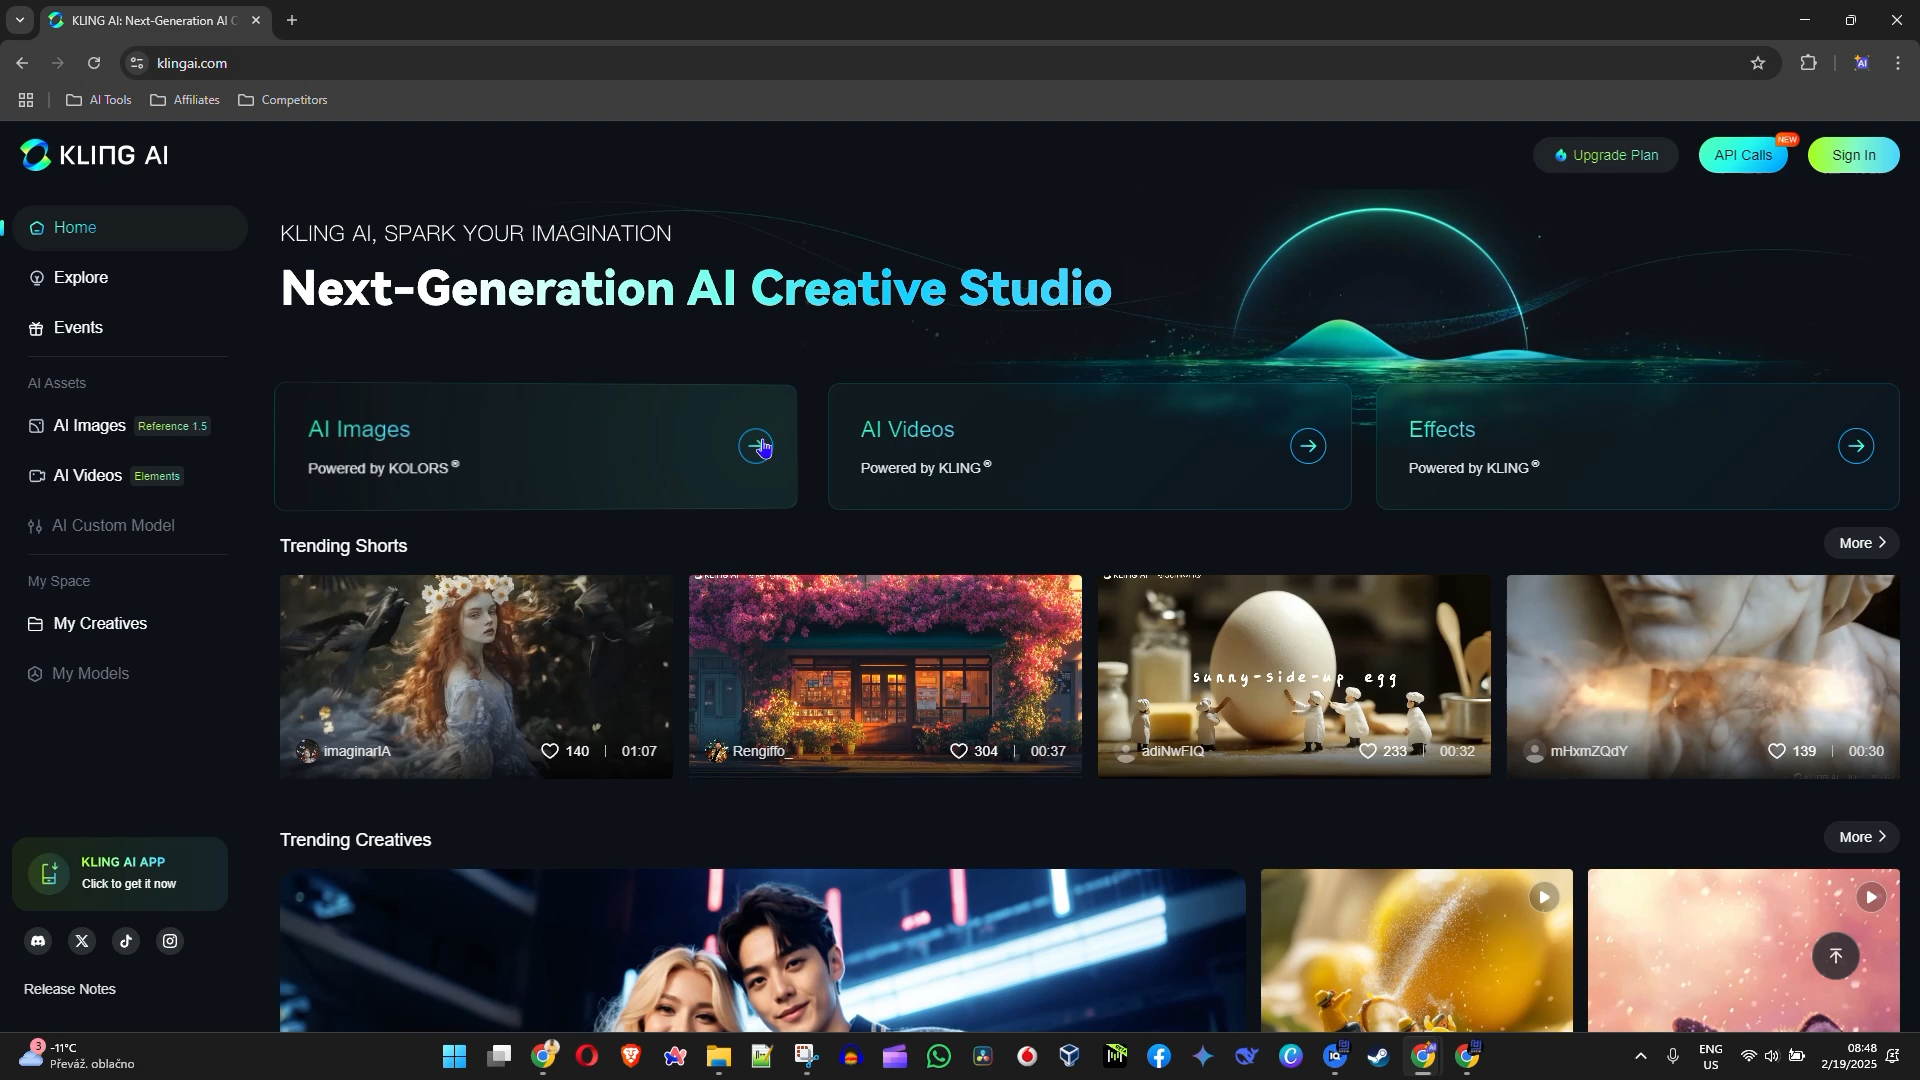 KLING AI: Next-Generation AI C
klingai.com
AI
AI Tools
Affiliates
Competitors
KLING AI
Upgrade Plan
API Calls
NEW
Sign In
Home
Explore
Events
AI Assets
AI Images
Reference 1.5
AI Videos
Elements
AI Custom Model
My Space
My Creatives
My Models
KLING AI APP
Click to get it now
Release Notes
KLING AI, SPARK YOUR IMAGINATION
Next-Generation AI Creative Studio
AI Images
Powered by KOLORS ®
AI Videos
Powered by KLING ®
Effects
Powered by KLING ®
Trending Shorts
More
imaginarIA
140 | 01:07
Rengiffo_
304 | 00:37
sunny-side-up egg
adiNwFIQ
233 | 00:32
mHxmZQdY
139 | 00:30
Trending Creatives
More
3
-11°C
Převáž. oblačno
ENG
US
08:48
2/19/2025